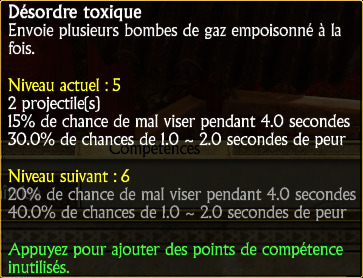 Désordre toxique
Envoie plusieurs bombes de gaz empoisonné à la
fois.
Niveau actuel : 5
2 projectile(s)
15% de chance de mal viser pendant 4.0 secondes
30.0% de chances de 1.0 ~ 2.0 secondes de peur
Compétences
Niveau suivant : 6
20% de chance de mal viser pendant 4.0 secondes
40.0% de chances de 1.0 ~ 2.0 secondes de peur
Appuyez pour ajouter des points de compétence
inutilisés.